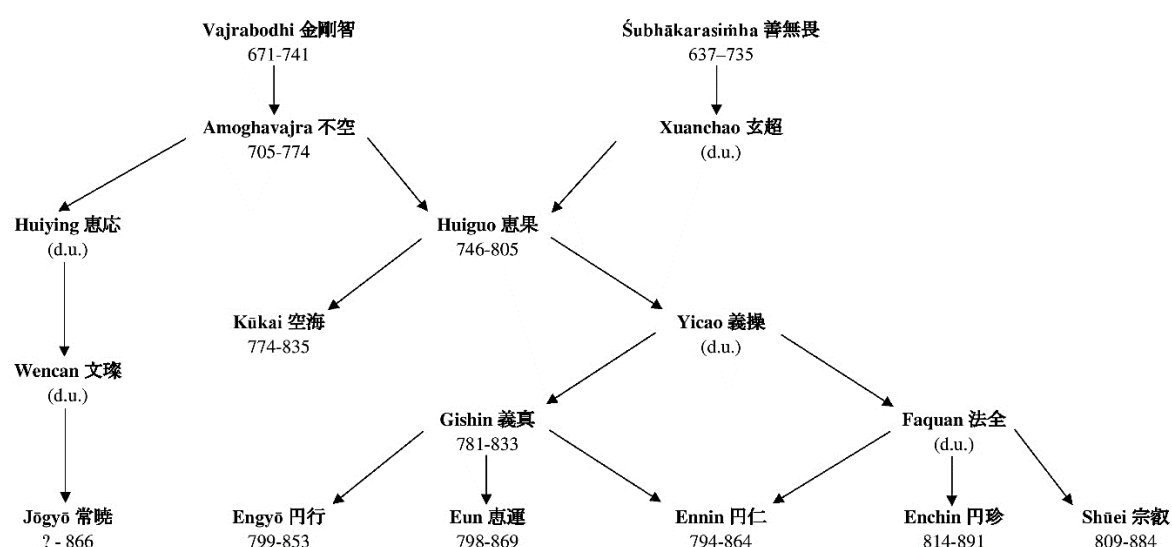 Vajrabodhi 金剛智
671-741
Śubhākarasiṁha 善無畏
637–735
Amoghavajra 不空
705-774
Xuanchao 玄超
(d.u.)
Huiying 恵応
(d.u.)
Huiguo 恵果
746-805
Kūkai 空海
774-835
Yicao 義操
(d.u.)
Wencan 文璨
(d.u.)
Gishin 義真
781-833
Faquan 法全
(d.u.)
Jōgyō 常暁
? - 866
Engyō 円行
799-853
Eun 恵運
798-869
Ennin 円仁
794-864
Enchin 円珍
814-891
Shūei 宗叡
809-884